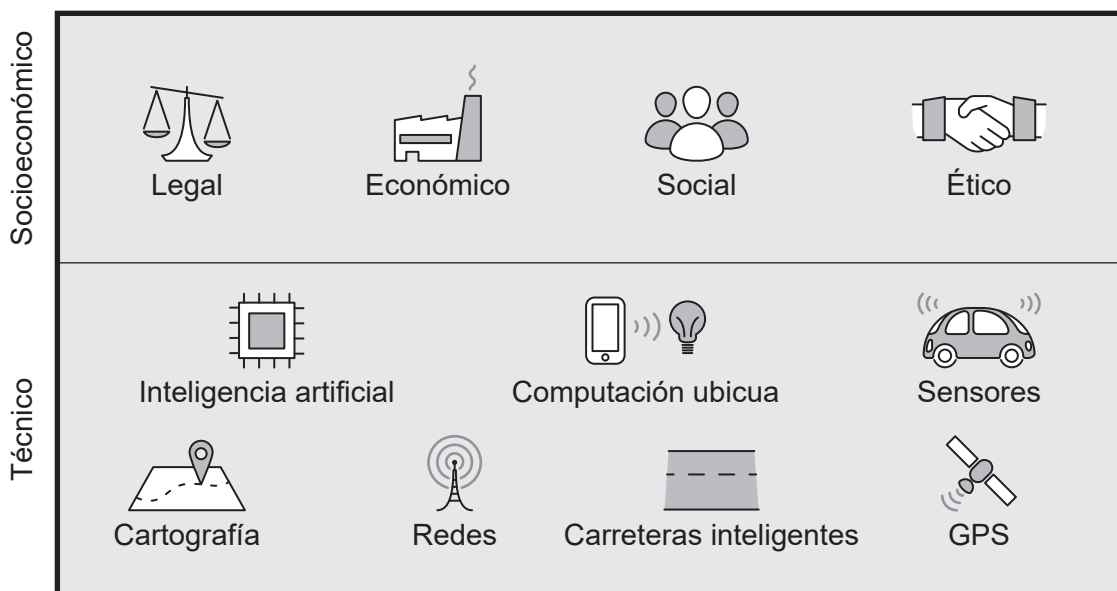 Socioeconómico
Legal
Económico
Social
Ético
Técnico
Inteligencia artificial
Computación ubicua
Sensores
Cartografía
Redes
Carreteras inteligentes
GPS